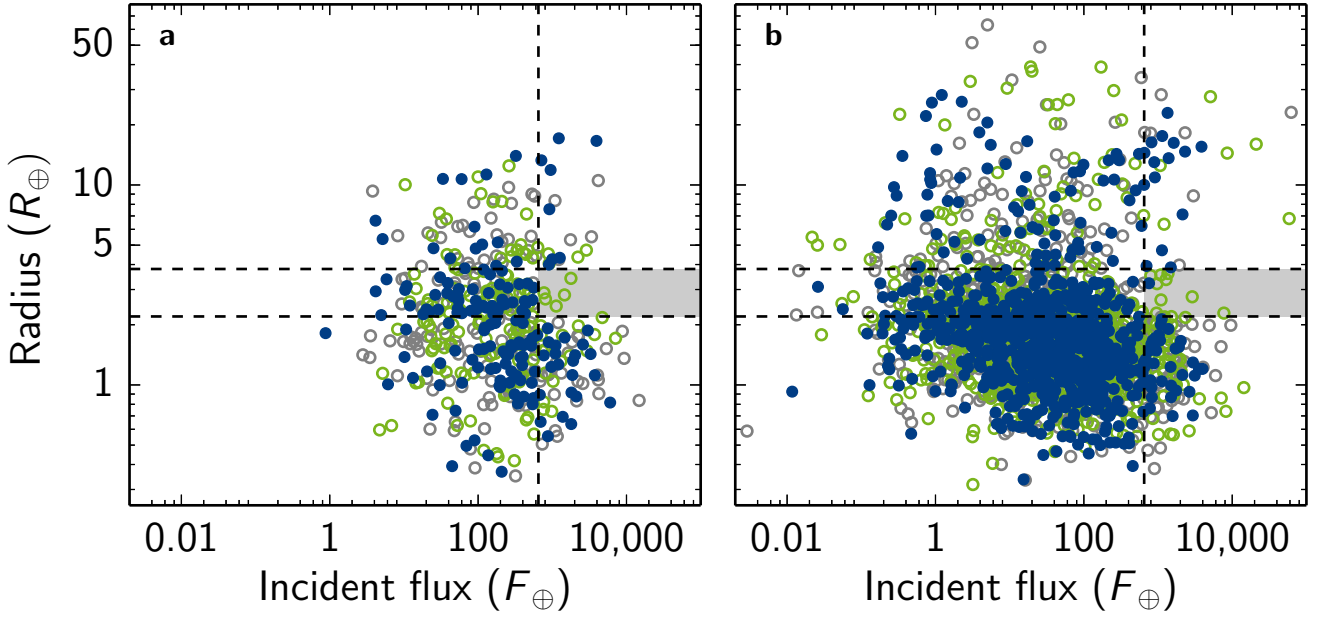 a
b
50
10
5
1
Radius (R⊕)
0.01 1 100 10,000
0.01 1 100 10,000
Incident flux (F⊕)
Incident flux (F⊕)